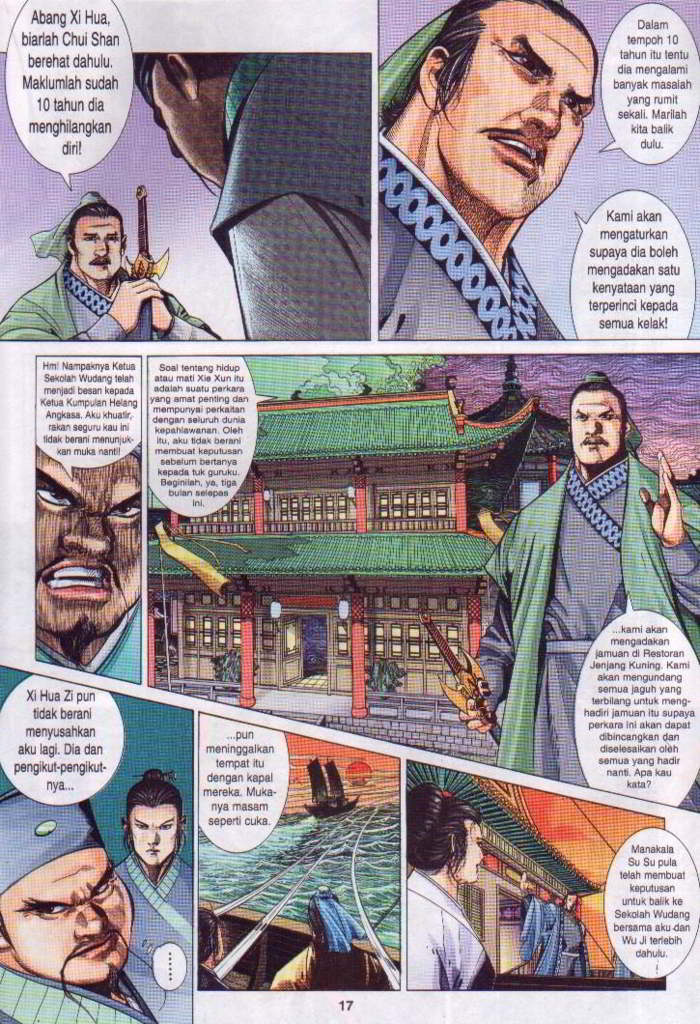 Abang Xi Hua,
biarlah Chui Shan
berehat dahulu.
Maklumlah sudah
10 tahun dia
menghilangkan
diri!
Dalam
tempoh 10
tahun itu tentu
dia mengalami
banyak masalah
yang rumit
sekali. Marilah
kita balik
dulu.
Kami akan
mengaturkan
supaya dia boleh
mengadakan satu
kenyataan yang
terperinci kepada
semua kelak!
Hm! Nampaknya Ketua
Sekolah Wudang telah
menjadi besan kepada
Ketua Kumpulan Helang
Angkasa. Aku khuatir,
rakan seguru kau ini
tidak berani menunjuk-
kan muka nanti!
Soal tentang hidup
atau mati Xie Xun itu
adalah suatu perkara
yang amat penting dan
mempunyai perkaitan
dengan seluruh dunia
kepahlawanan. Oleh
itu, aku tidak berani
membuat keputusan
sebelum bertanya
kepada tuk guruku.
Beginilah, ya, tiga
bulan selepas
ini,
...kami akan
mengadakan
jamuan di Restoran
Jenjang Kuning. Kami
akan mengundang
semua jaguh yang
terbilang untuk meng-
hadiri jamuan itu supaya
perkara ini akan dapat
dibincangkan dan
diselesaikan oleh
semua yang hadir
nanti. Apa kau
kata?
Xi Hua Zi pun
tidak berani
menyusahkan
aku lagi. Dia dan
pengikut-pengikut-
nya...
......
...pun
meninggalkan
tempat itu
dengan kapal
mereka. Muka-
nya masam
seperti cuka.
Manakala
Su Su pula
telah membuat
keputusan
untuk balik ke
Sekolah Wudang
bersama aku dan
Wu Ji terlebih
dahulu.
17